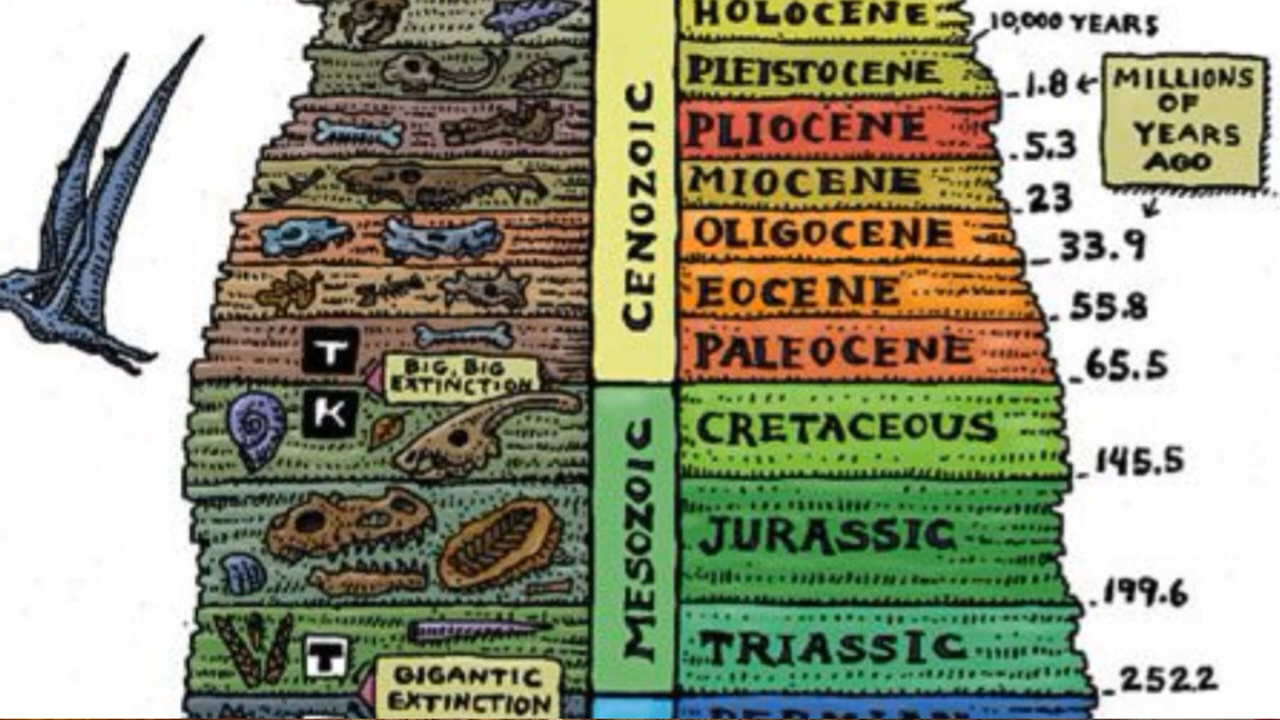 HOLOCENE
10,000 YEARS
PLEISTOCENE
1.8
MILLIONS
OF
YEARS
AGO
PLIOCENE
5.3
MIOCENE
23
OLIGOCENE
33.9
EOCENE
55.8
PALEOCENE
65.5
CENOZOIC
T
BIG, BIG
EXTINCTION
K
CRETACEOUS
145.5
JURASSIC
199.6
MESOZOIC
TRIASSIC
252.2
T
GIGANTIC
EXTINCTION
PERMIAN